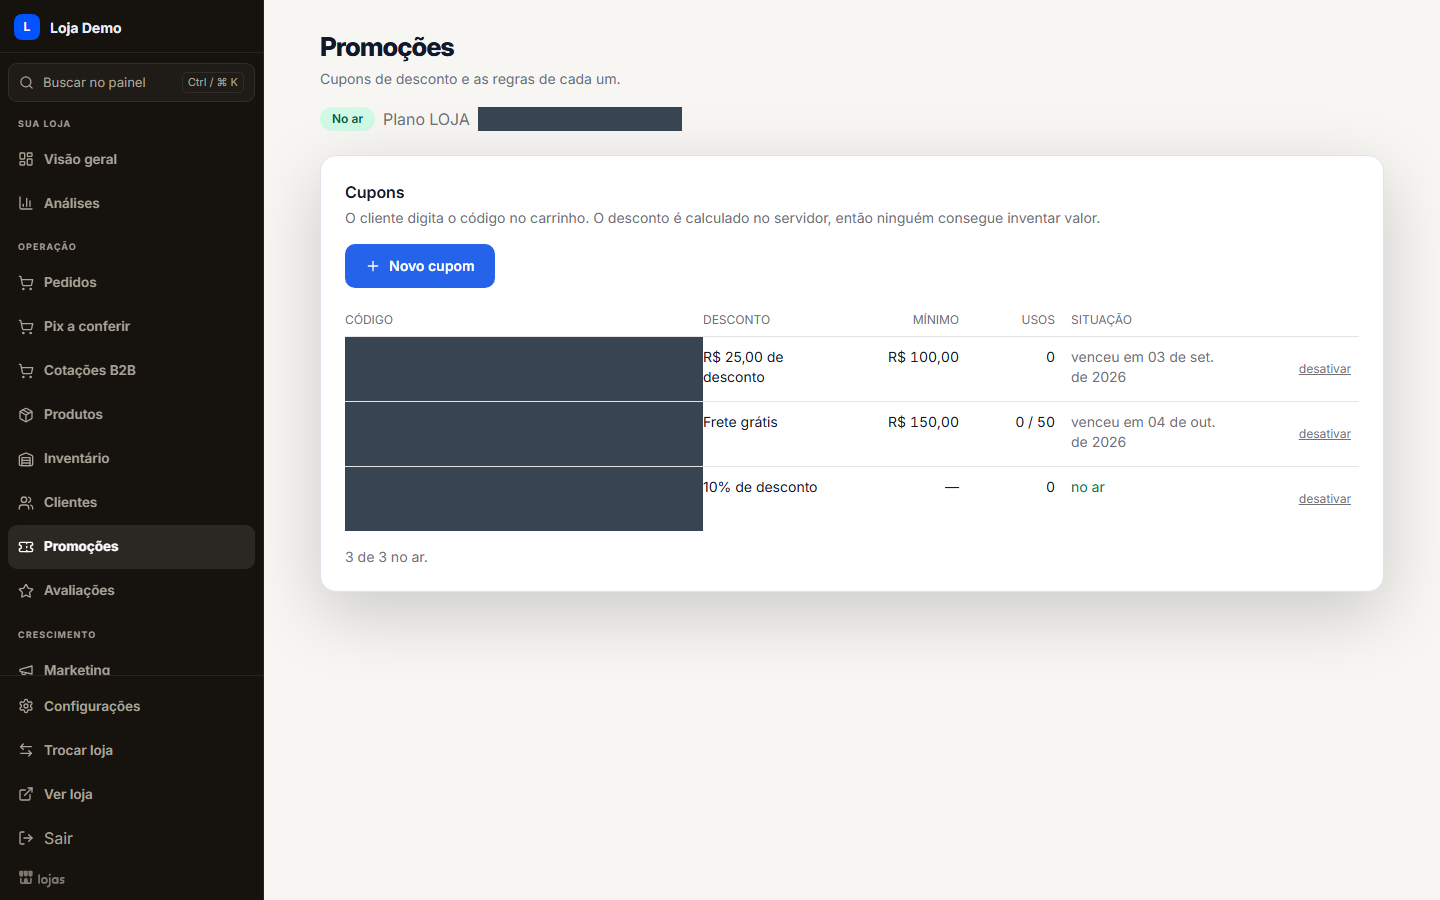 L Loja Demo
Buscar no painel Ctrl / ⌘ K
SUA LOJA
Visão geral
Análises
OPERAÇÃO
Pedidos
Pix a conferir
Cotações B2B
Produtos
Inventário
Clientes
Promoções
Avaliações
CRESCIMENTO
Marketing
Configurações
Trocar loja
Ver loja
Sair
lojas
Promoções
Cupons de desconto e as regras de cada um.
No ar Plano LOJA
Cupons
O cliente digita o código no carrinho. O desconto é calculado no servidor, então ninguém consegue inventar valor.
+ Novo cupom
CÓDIGO DESCONTO MÍNIMO USOS SITUAÇÃO
R$ 25,00 de desconto R$ 100,00 0 venceu em 03 de set. de 2026 desativar
Frete grátis R$ 150,00 0 / 50 venceu em 04 de out. de 2026 desativar
10% de desconto — 0 no ar desativar
3 de 3 no ar.